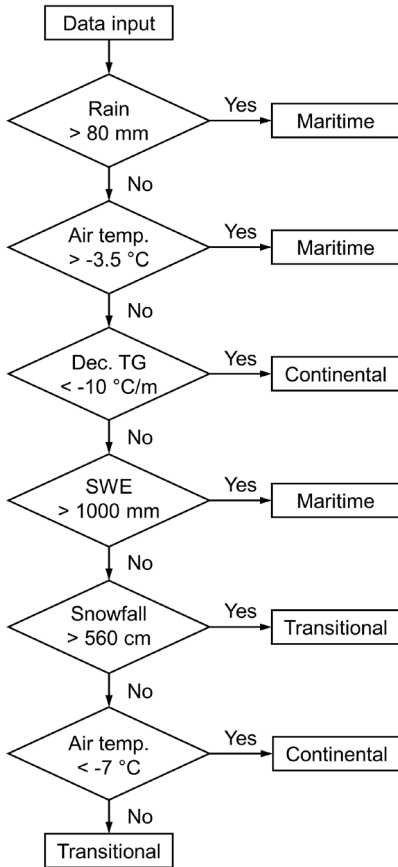 Data input
Rain
> 80 mm
Yes
Maritime
No
Air temp.
> -3.5 °C
Yes
Maritime
No
Dec. TG
< -10 °C/m
Yes
Continental
No
SWE
> 1000 mm
Yes
Maritime
No
Snowfall
> 560 cm
Yes
Transitional
No
Air temp.
< -7 °C
Yes
Continental
No
Transitional